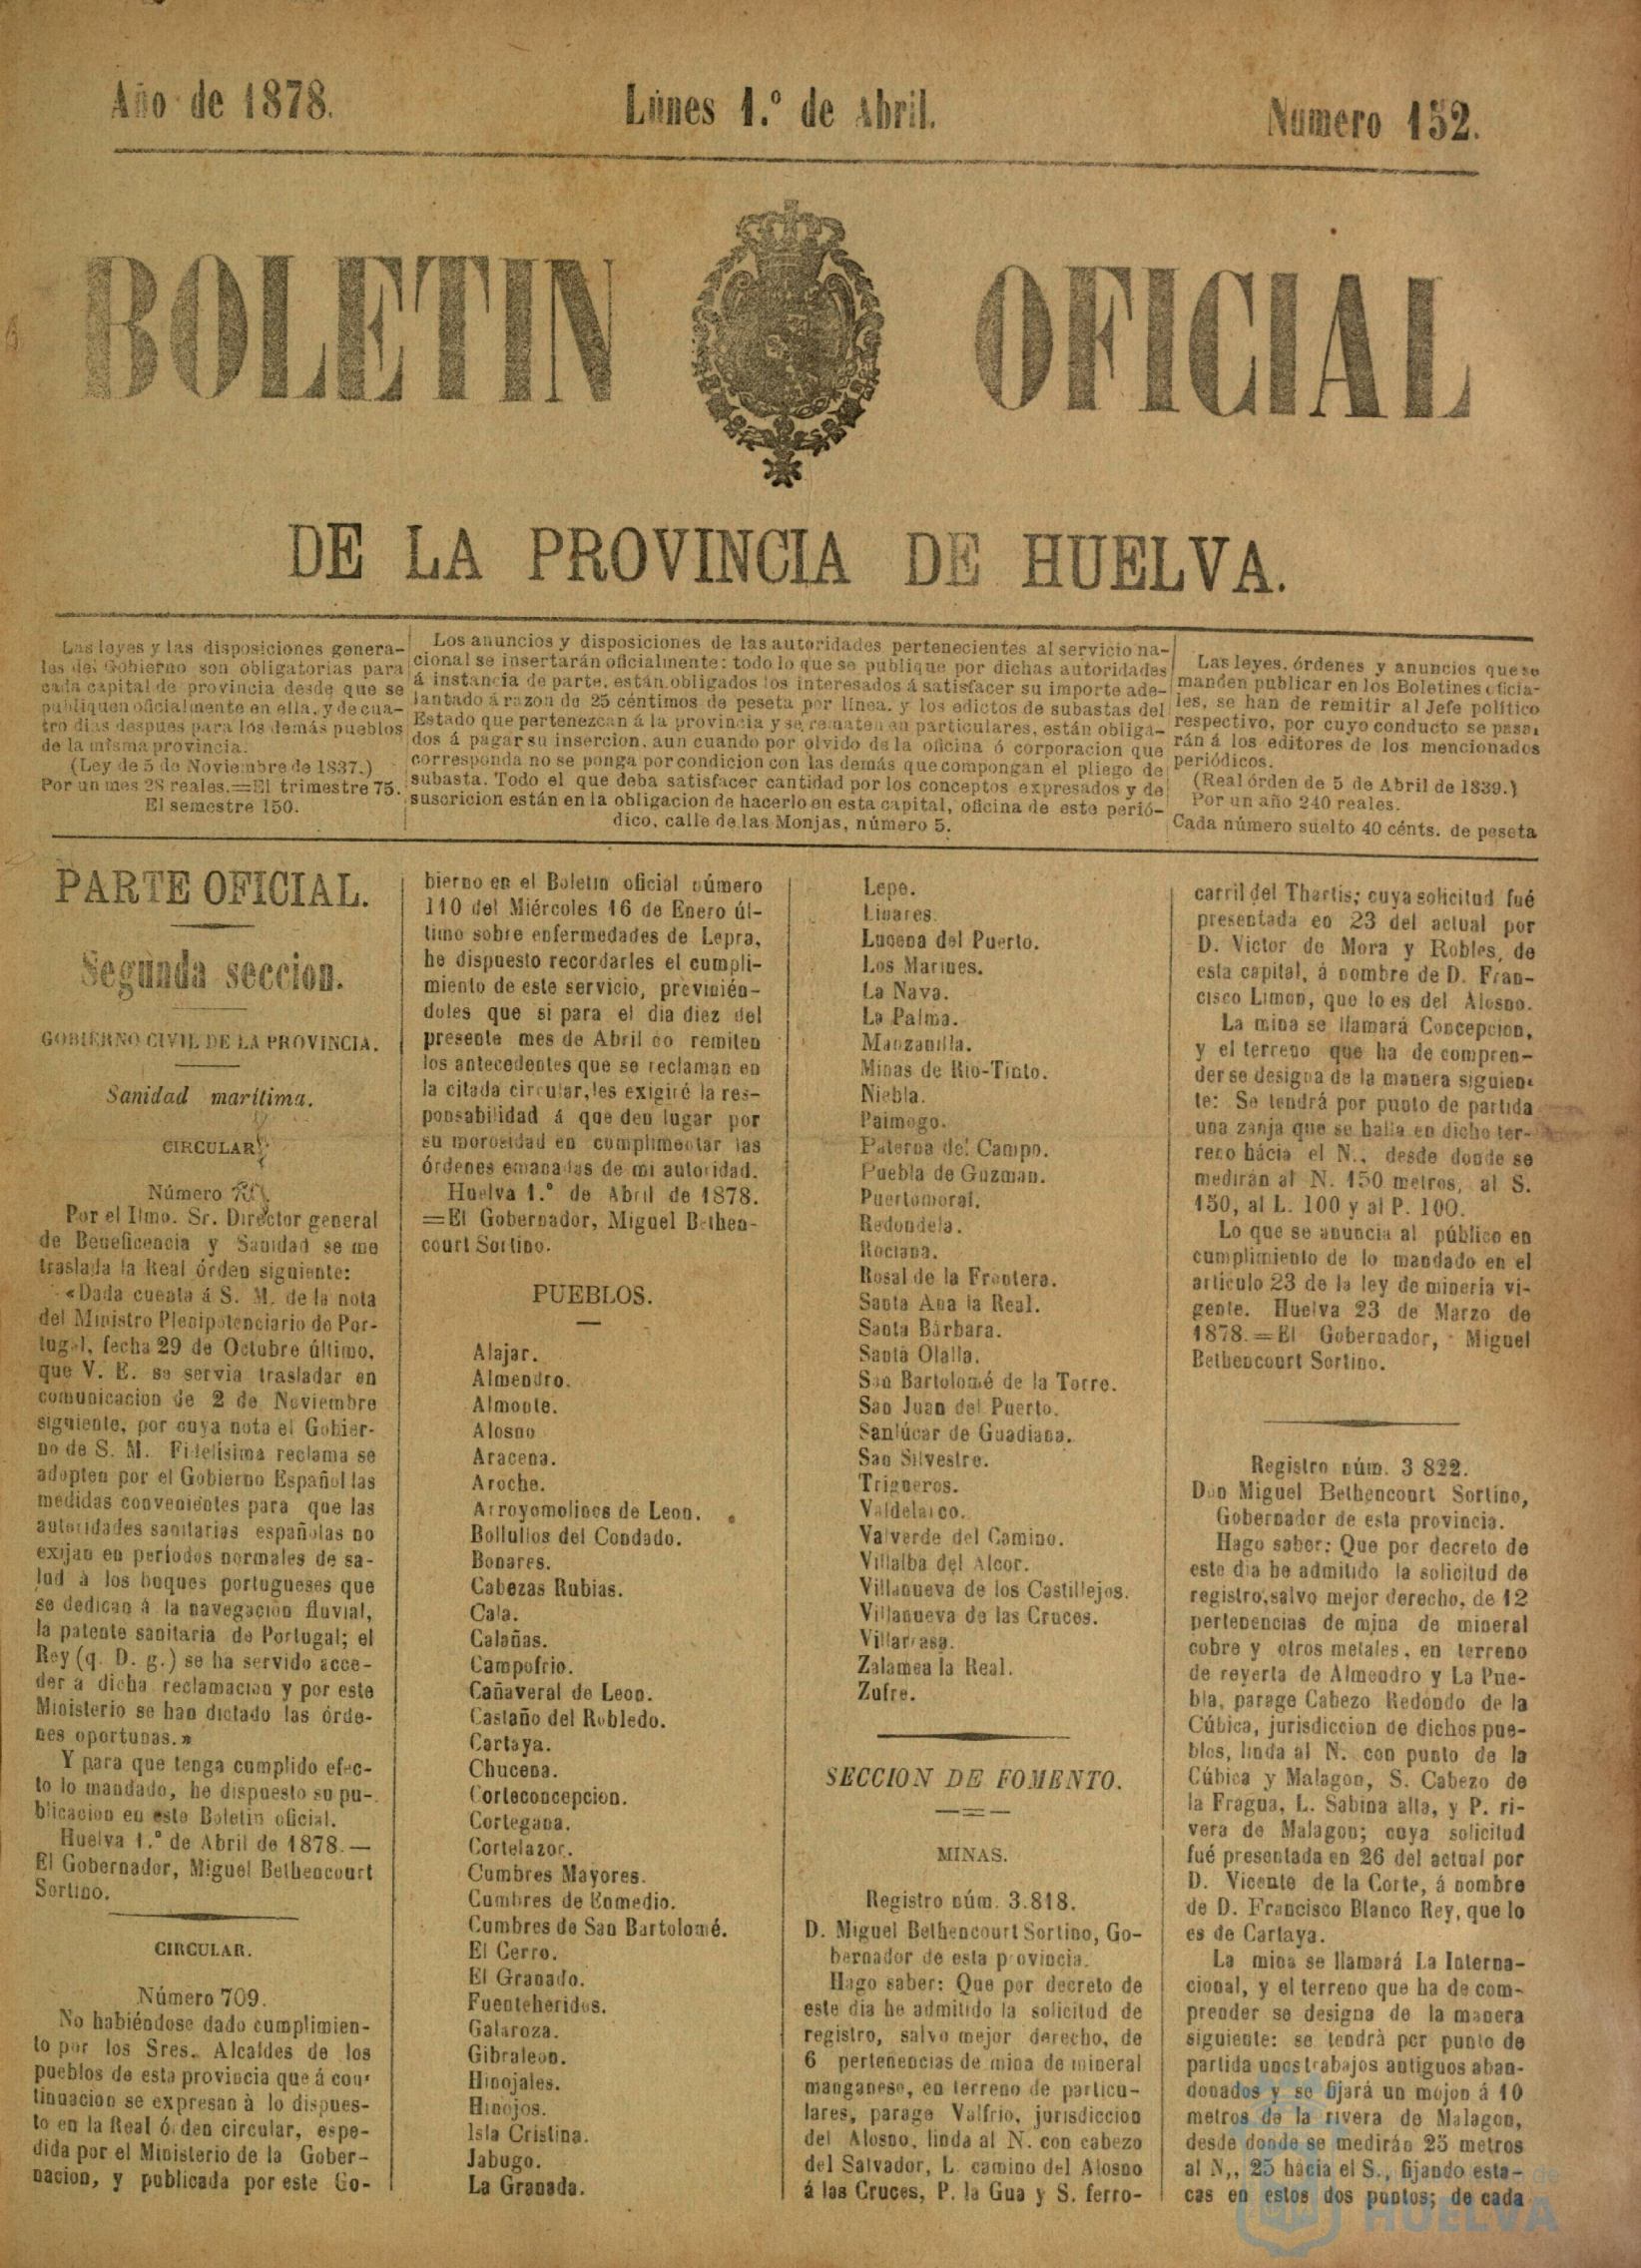 Año de 1878.
Lúnes 1.º de Abril.
Numero 152.
BOLETIN OFICIAL
DE LA PROVINCIA DE HUELVA.
Las leyes y las disposiciones genera-
les del Gobierno son obligatorias para
cada capital de provincia desde que se
publiquen oficialmente en ella, y de cua-
tro dias despues para los demás pueblos
de la misma provincia.
(Ley de 5 de Noviembre de 1837.)
Por un mes 28 reales.=El trimestre 75.
El semestre 150.
Los anuncios y disposiciones de las autoridades pertenecientes al servicio na-
cional se insertarán oficialmente: todo lo que se publique por dichas autoridades
á instancia de parte, están obligados los interesados á satisfacer su importe ade-
lantado á razon de 25 céntimos de peseta por línea, y los edictos de subastas del
Estado que pertenezcan á la provincia y se rematen en particulares, están obliga-
dos á pagar su insercion, aun cuando por olvido de la oficina ó corporacion que
corresponda no se ponga por condicion con las demás que compongan el pliego de
subasta. Todo el que deba satisfacer cantidad por los conceptos expresados y de
suscricion están en la obligacion de hacerlo en esta capital, oficina de este perió-
dico, calle de las Monjas, número 5.
Las leyes, órdenes y anuncios que se
manden publicar en los Boletines oficia-
les, se han de remitir al Jefe político
respectivo, por cuyo conducto se pasa-
rán á los editores de los mencionados
periódicos.
(Real órden de 5 de Abril de 1839.)
Por un año 240 reales.
Cada número suelto 40 cénts. de peseta
PARTE OFICIAL.
Segunda seccion.
GOBIERNO CIVIL DE LA PROVINCIA.
Sanidad marítima.
CIRCULAR
Número
Por el Ilmo. Sr. Director general
de Beneficencia y Sanidad se me
traslada la Real órden siguiente:
«Dada cuenta á S. M. de la nota
del Ministro Plenipotenciario de Por-
tugal, fecha 29 de Octubre último,
que V. E. se servia trasladar en
comunicacion de 2 de Noviembre
siguiente, por cuya nota el Gobier-
no de S. M. Fidelísima reclama se
adopten por el Gobierno Español las
medidas convenientes para que las
autoridades sanitarias españolas no
exijan en periodos normales de sa-
lud á los buques portugueses que
se dedican á la navegación fluvial,
la patente sanitaria de Portugal; el
Rey (q. D. g.) se ha servido acce-
der á dicha reclamacion y por este
Ministerio se han dictado las órde-
nes oportunas.»
Y para que tenga cumplido efec-
to lo mandado, he dispuesto su pu-
blicacion en este Boletin oficial.
Huelva 1.º de Abril de 1878.—
El Gobernador, Miguel Bethencourt
Sortino.
CIRCULAR.
Número 709.
No habiéndose dado cumplimien-
to por los Sres. Alcaldes de los
pueblos de esta provincia que á con-
tinuacion se expresan á lo dispues-
to en la Real órden circular, espe-
dida por el Ministerio de la Gober-
nacion, y publicada por este Go-
bierno en el Boletin oficial número
110 del Miércoles 16 de Enero úl-
timo sobre enfermedades de Lepra,
he dispuesto recordarles el cumpli-
miento de este servicio, previnién-
doles que si para el dia diez del
presente mes de Abril no remiten
los antecedentes que se reclaman en
la citada circular, les exigiré la res-
ponsabilidad á que den lugar por
su morosidad en cumplimentar las
órdenes emanadas de mi autoridad.
Huelva 1.º de Abril de 1878.
=El Gobernador, Miguel Bethen-
court Sortino.
PUEBLOS.
Alajar.
Almendro.
Almonte.
Alosno
Aracena.
Aroche.
Arroyomolinos de Leon.
Bollullos del Condado.
Bonares.
Cabezas Rubias.
Cala.
Calañas.
Campofrio.
Cañaveral de Leon.
Castaño del Robledo.
Cartaya.
Chucena.
Corteconcepcion.
Cortegana.
Cortelazor.
Cumbres Mayores.
Cumbres de Enmedio.
Cumbres de San Bartolomé.
El Cerro.
El Granado.
Fuenteheridos.
Galaroza.
Gibraleon.
Hinojales.
Hinojos.
Isla Cristina.
Jabugo.
La Granada.
Lepe.
Linares.
Lucena del Puerto.
Los Marines.
La Nava.
La Palma.
Manzanilla.
Minas de Rio-Tinto.
Niebla.
Paimogo.
Paterna del Campo.
Puebla de Guzman.
Puertomoral.
Redondela.
Rociana.
Rosal de la Frontera.
Santa Ana la Real.
Santa Bárbara.
Santa Olalla.
San Bartolomé de la Torre.
San Juan del Puerto.
Sanlúcar de Guadiana.
San Silvestre.
Trigueros.
Valdelarco.
Valverde del Camino.
Villalba del Alcor.
Villanueva de los Castillejos.
Villanueva de las Cruces.
Villarrasa.
Zalamea la Real.
Zufre.
SECCION DE FOMENTO.
MINAS.
Registro núm. 3.818.
D. Miguel Bethencourt Sortino, Go-
bernador de esta provincia.
Hago saber: Que por decreto de
este dia he admitido la solicitud de
registro, salvo mejor derecho, de
6 pertenencias de mina de mineral
manganeso, en terreno de particu-
lares, parage Valfrio, jurisdiccion
del Alosno, linda al N. con cabezo
del Salvador, L. camino del Alosno
á las Cruces, P. la Gua y S. ferro-
carril del Thartis; cuya solicitud fué
presentada en 23 del actual por
D. Victor de Mora y Robles, de
esta capital, á nombre de D. Fran-
cisco Limon, que lo es del Alosno.
La mina se llamará Concepcion,
y el terreno que ha de compren-
derse designa de la manera siguien-
te: Se tendrá por punto de partida
una zanja que se halla en dicho ter-
reno hácia el N., desde donde se
medirán al N. 150 metros, al S.
150, al L. 100 y al P. 100.
Lo que se anuncia al público en
cumplimiento de lo mandado en el
articulo 23 de la ley de mineria vi-
gente. Huelva 23 de Marzo de
1878.=El Gobernador, Miguel
Bethencourt Sortino.
Registro núm. 3 822.
Don Miguel Bethencourt Sortino,
Gobernador de esta provincia.
Hago saber: Que por decreto de
este dia he admitido la solicitud de
registro, salvo mejor derecho, de 12
pertenencias de mina de mineral
cobre y otros metales, en terreno
de reyerta de Almendro y La Pue-
bla, parage Cabezo Redondo de la
Cúbica, jurisdiccion de dichos pue-
blos, linda al N. con punto de la
Cúbica y Malagon, S. Cabezo de
la Fragua, L. Sabina alta, y P. ri-
vera de Malagon; cuya solicitud
fué presentada en 26 del actual por
D. Vicente de la Corte, á nombre
de D. Francisco Blanco Rey, que lo
es de Cartaya.
La mina se llamará La Interna-
cional, y el terreno que ha de com-
prender se designa de la manera
siguiente: se tendrá por punto de
partida unos trabajos antiguos aban-
donados y se fijará un mojon á 10
metros de la rivera de Malagon,
desde donde se medirán 25 metros
al N,, 25 hácia el S., fijando esta-
cas en estos dos puntos; de cada
HUELVA